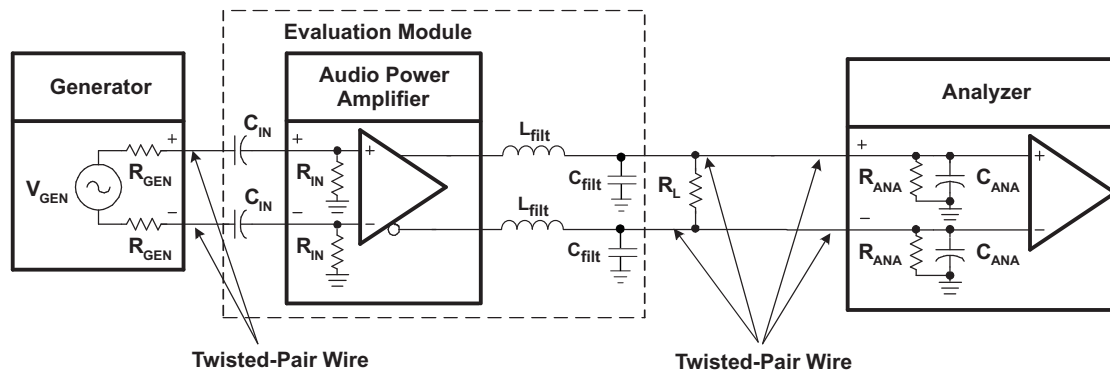 Evaluation Module
Generator
Audio Power
Amplifier
Analyzer
C_IN
L_filt
+
R_GEN
V_GEN
−
R_GEN
C_IN
+
R_IN
−
R_IN
+
−
C_filt
L_filt
C_filt
R_L
+
R_ANA
C_ANA
−
R_ANA
C_ANA
+
−
Twisted-Pair Wire
Twisted-Pair Wire